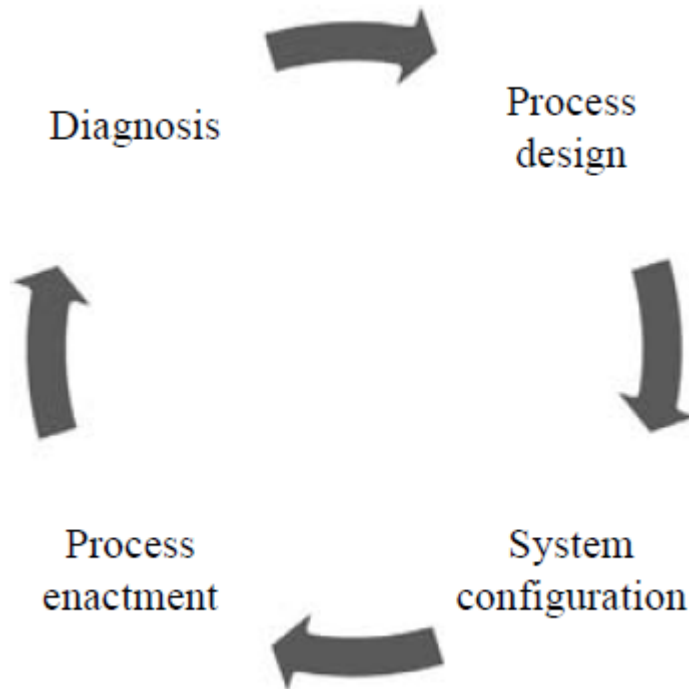 Diagnosis
Process
design
System
configuration
Process
enactment